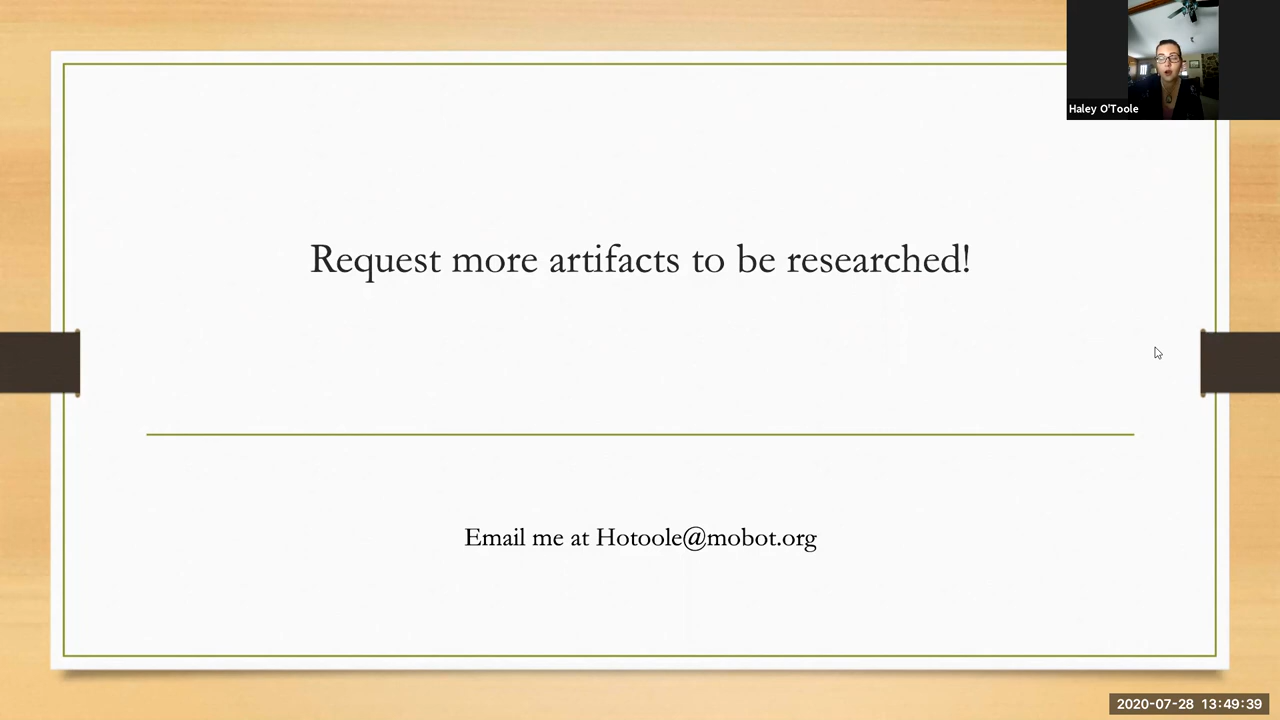 Haley O'Toole
Request more artifacts to be researched!
Email me at Hotoole@mobot.org
2020-07-28 13:49:39